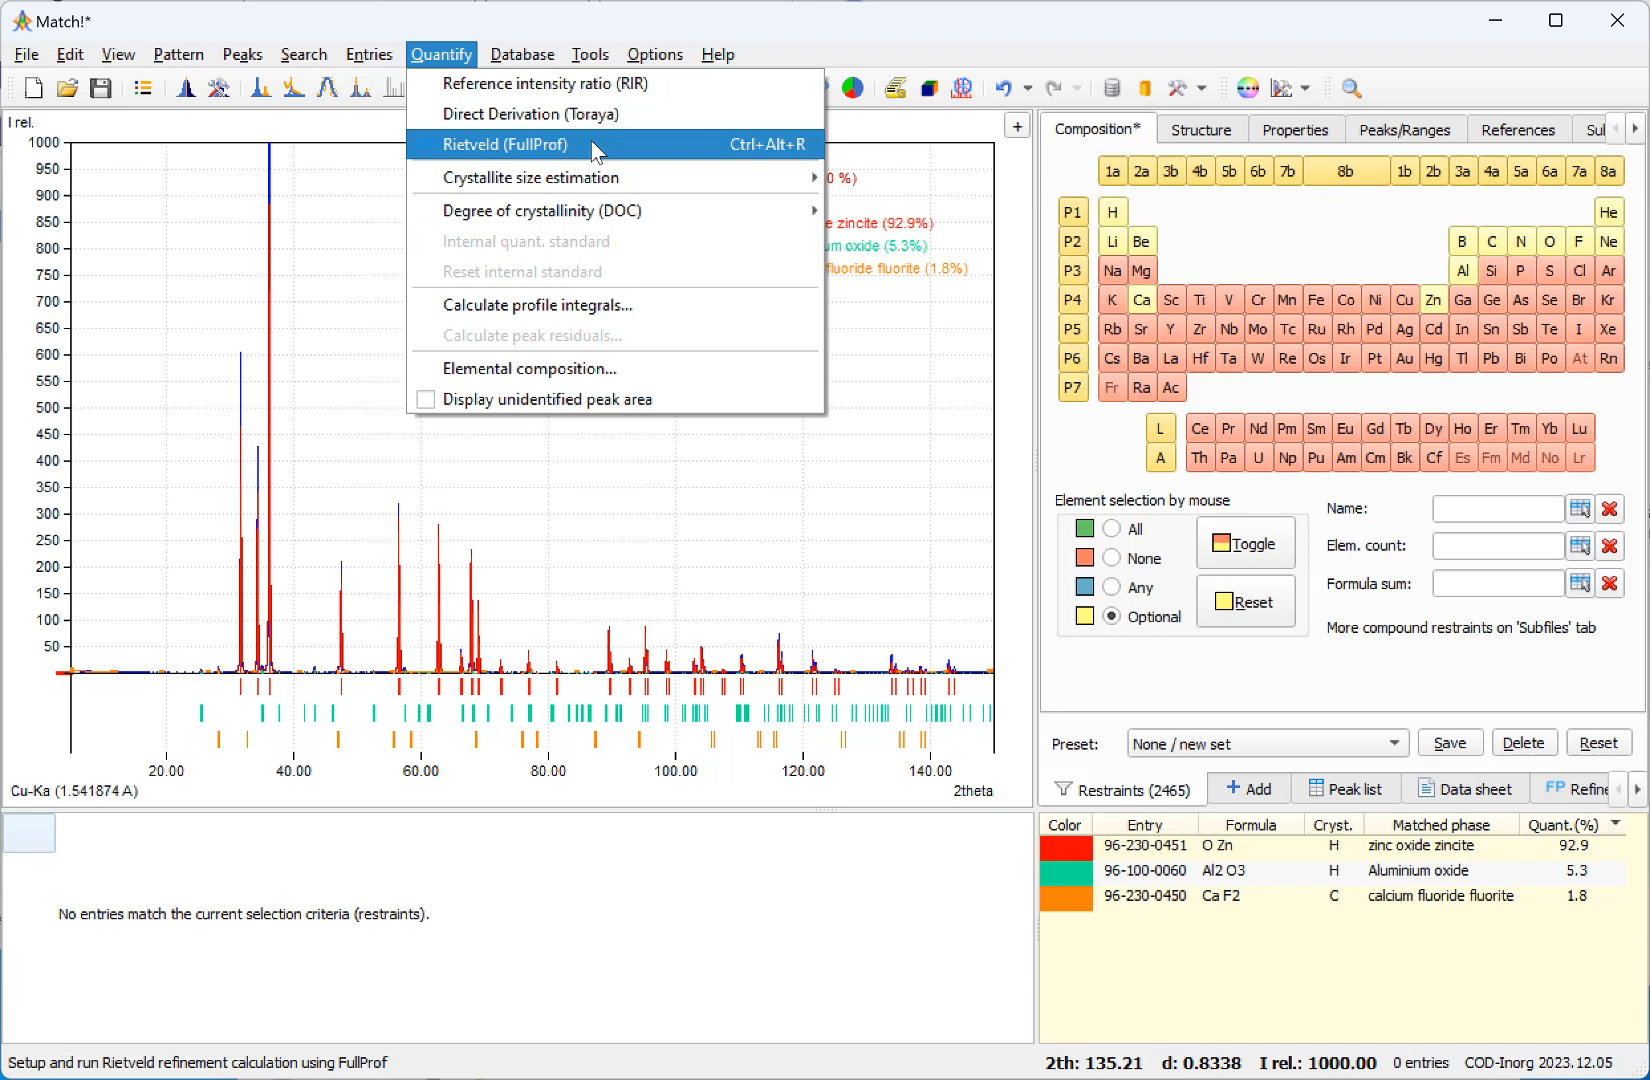 Match!*
File Edit View Pattern Peaks Search Entries Quantify Database Tools Options Help
Reference intensity ratio (RIR)
Direct Derivation (Toraya)
Rietveld (FullProf) Ctrl+Alt+R
Crystallite size estimation
Degree of crystallinity (DOC)
Internal quant. standard
Reset internal standard
Calculate profile integrals...
Calculate peak residuals...
Elemental composition...
Display unidentified peak area
I rel.
1000
950
900
850
800
750
700
650
600
550
500
450
400
350
300
250
200
150
100
50
0 %)
e zincite (92.9%)
um oxide (5.3%)
fluoride fluorite (1.8%)
20.00 40.00 60.00 80.00 100.00 120.00 140.00
Cu-Ka (1.541874 A) 2theta
+
Composition* Structure Properties Peaks/Ranges References Sul
1a 2a 3b 4b 5b 6b 7b 8b 1b 2b 3a 4a 5a 6a 7a 8a
P1 H He
P2 Li Be B C N O F Ne
P3 Na Mg Al Si P S Cl Ar
P4 K Ca Sc Ti V Cr Mn Fe Co Ni Cu Zn Ga Ge As Se Br Kr
P5 Rb Sr Y Zr Nb Mo Tc Ru Rh Pd Ag Cd In Sn Sb Te I Xe
P6 Cs Ba La Hf Ta W Re Os Ir Pt Au Hg Tl Pb Bi Po At Rn
P7 Fr Ra Ac
L Ce Pr Nd Pm Sm Eu Gd Tb Dy Ho Er Tm Yb Lu
A Th Pa U Np Pu Am Cm Bk Cf Es Fm Md No Lr
Element selection by mouse
All
None
Any
Optional
Toggle
Reset
Name:
Elem. count:
Formula sum:
More compound restraints on 'Subfiles' tab
Preset: None / new set Save Delete Reset
Restraints (2465) Add Peak list Data sheet FP Refine
Color Entry Formula Cryst. Matched phase Quant.(%)
96-230-0451 O Zn H zinc oxide zincite 92.9
96-100-0060 Al2 O3 H Aluminium oxide 5.3
96-230-0450 Ca F2 C calcium fluoride fluorite 1.8
No entries match the current selection criteria (restraints).
Setup and run Rietveld refinement calculation using FullProf
2th: 135.21 d: 0.8338 I rel.: 1000.00 0 entries COD-Inorg 2023.12.05